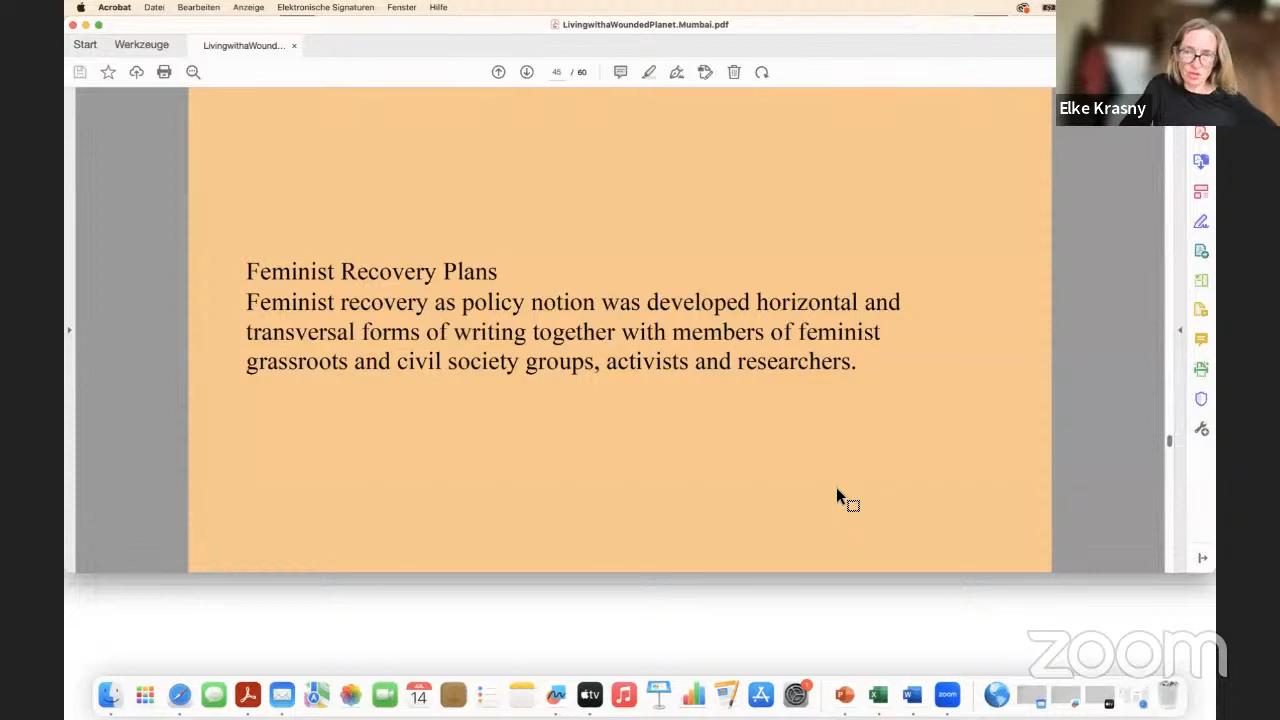 Acrobat Datei Bearbeiten Anzeige Elektronische Signaturen Fenster Hilfe
LivingwithaWoundedPlanet.Mumbai.pdf
Start Werkzeuge LivingwithaWound... ×
45 / 60
Elke Krasny
Feminist Recovery Plans
Feminist recovery as policy notion was developed horizontal and
transversal forms of writing together with members of feminist
grassroots and civil society groups, activists and researchers.
zoom
14
tv
zoom